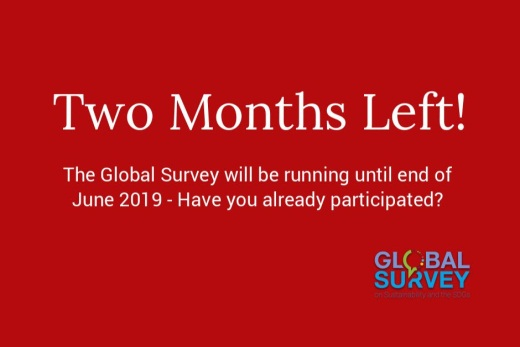 Two Months Left!
The Global Survey will be running until end of
June 2019 - Have you already participated?
GLOBAL
SURVEY